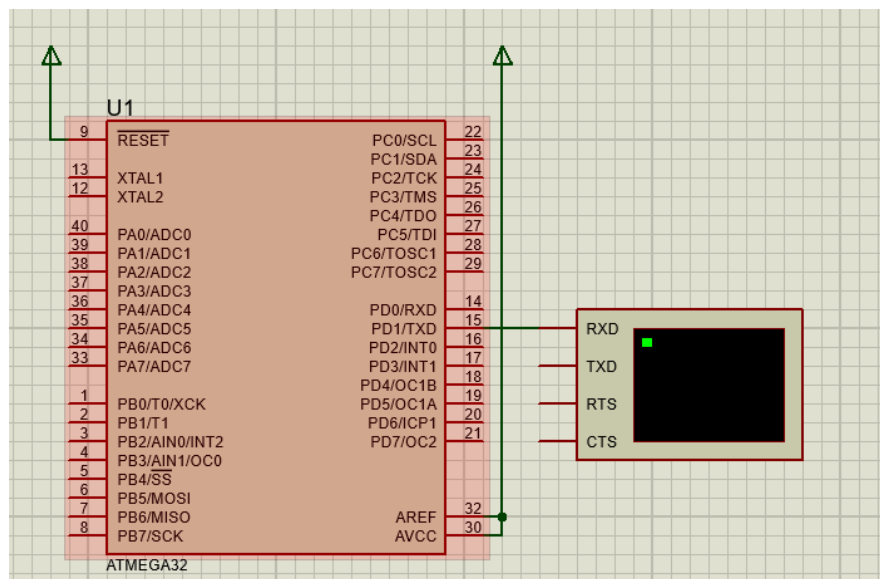 U1
9 RESET
13 XTAL1
12 XTAL2
40 PA0/ADC0
39 PA1/ADC1
38 PA2/ADC2
37 PA3/ADC3
36 PA4/ADC4
35 PA5/ADC5
34 PA6/ADC6
33 PA7/ADC7
1 PB0/T0/XCK
2 PB1/T1
3 PB2/AIN0/INT2
4 PB3/AIN1/OC0
5 PB4/SS
6 PB5/MOSI
7 PB6/MISO
8 PB7/SCK
PC0/SCL 22
PC1/SDA 23
PC2/TCK 24
PC3/TMS 25
PC4/TDO 26
PC5/TDI 27
PC6/TOSC1 28
PC7/TOSC2 29
PD0/RXD 14
PD1/TXD 15
PD2/INT0 16
PD3/INT1 17
PD4/OC1B 18
PD5/OC1A 19
PD6/ICP1 20
PD7/OC2 21
AREF 32
AVCC 30
ATMEGA32
RXD
TXD
RTS
CTS